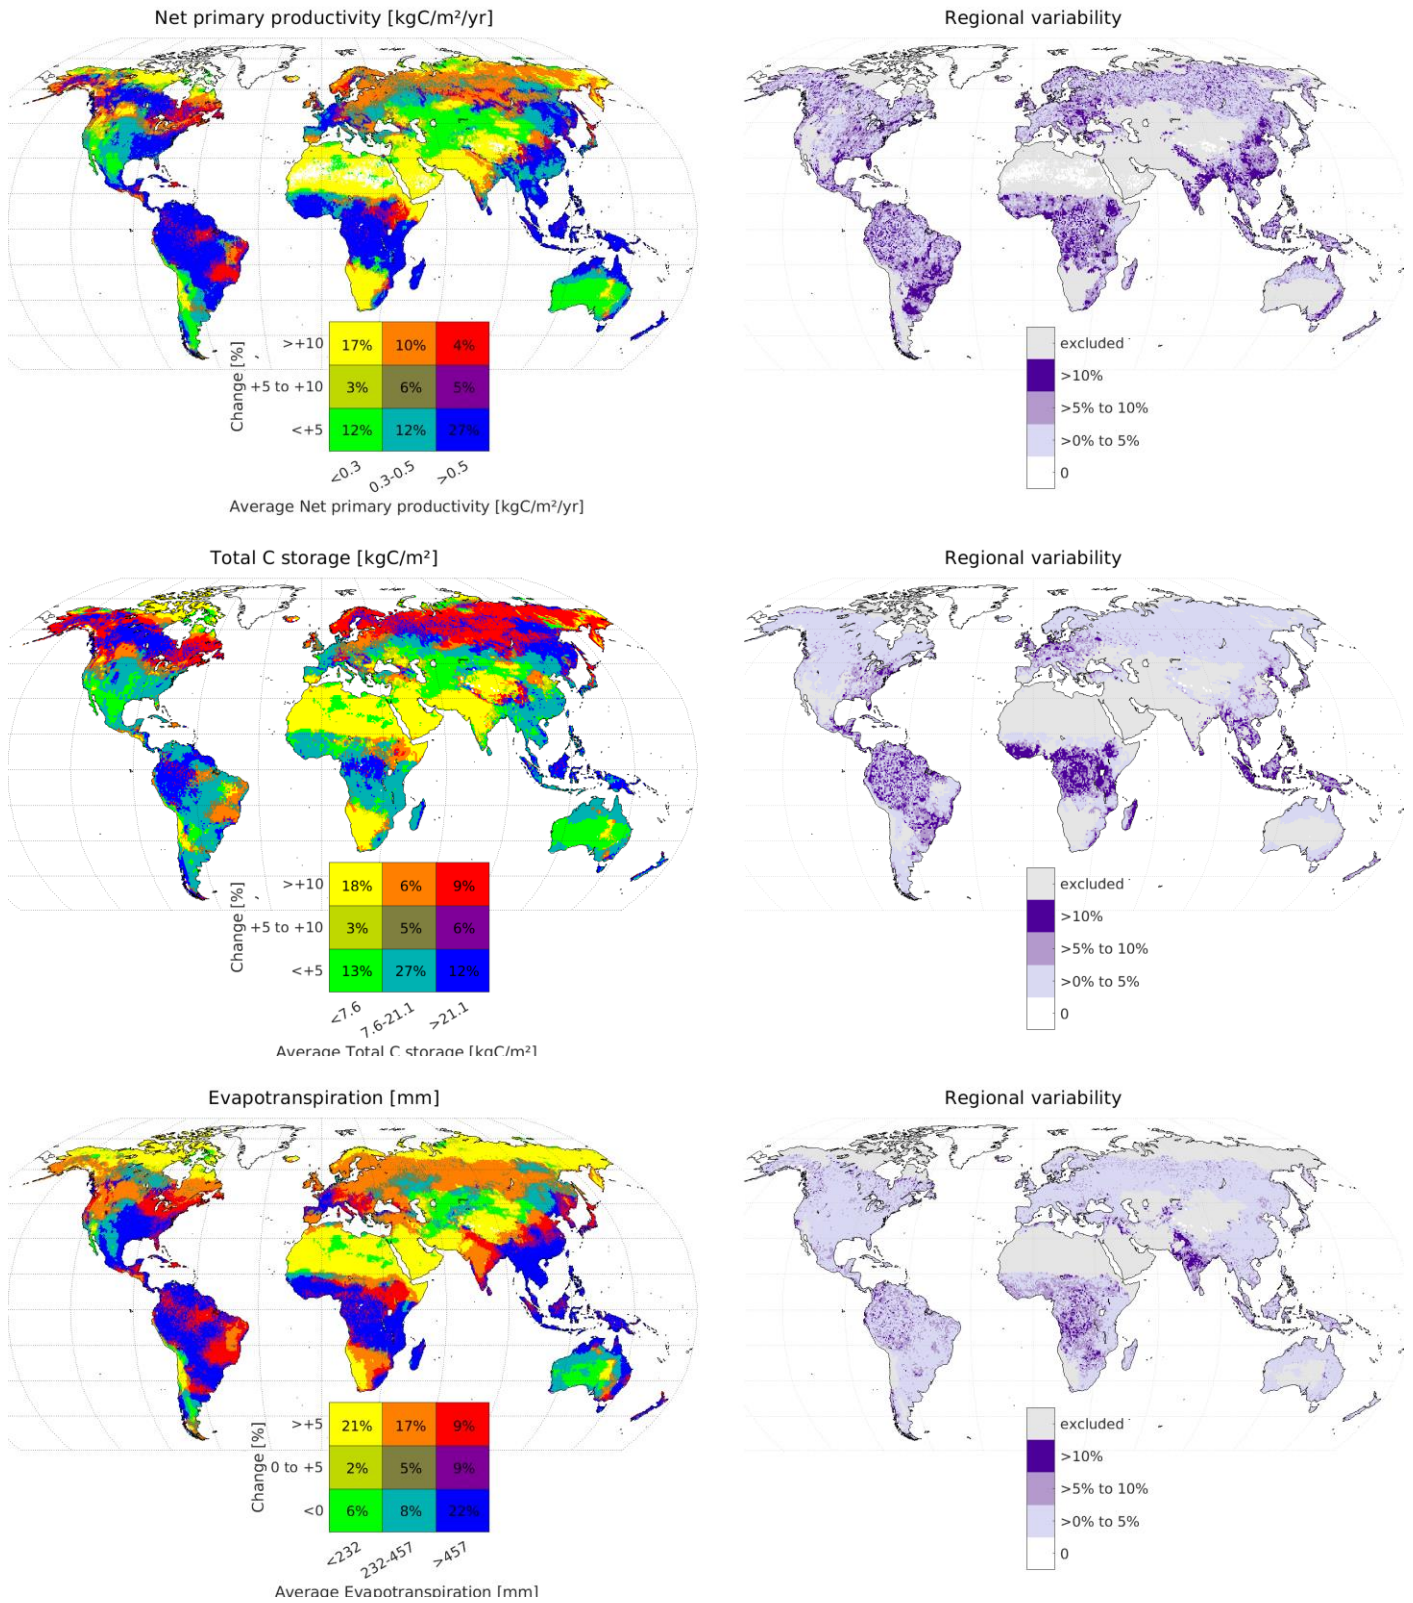 Net primary productivity [kgC/m²/yr]
Regional variability
Change [%]
>+10
17%
10%
4%
+5 to +10
3%
6%
5%
<+5
12%
12%
27%
<0.3
0.3-0.5
>0.5
Average Net primary productivity [kgC/m²/yr]
excluded
>10%
>5% to 10%
>0% to 5%
0
Total C storage [kgC/m²]
Regional variability
Change [%]
>+10
18%
6%
9%
+5 to +10
3%
5%
6%
<+5
13%
27%
12%
<7.6
7.6-21.1
>21.1
Average Total C storage [kgC/m²]
excluded
>10%
>5% to 10%
>0% to 5%
0
Evapotranspiration [mm]
Regional variability
Change [%]
>+5
21%
17%
9%
0 to +5
2%
5%
9%
<0
6%
8%
22%
<232
232-457
>457
Average Evapotranspiration [mm]
excluded
>10%
>5% to 10%
>0% to 5%
0